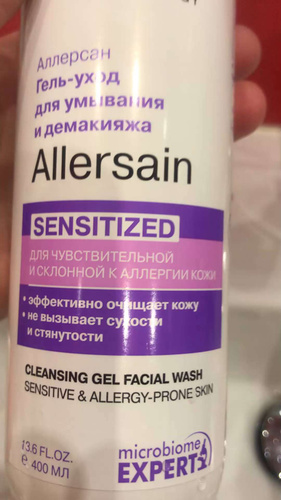 Аллерсан
Гель-уход
для умывания
и демакияжа
Allersain
SENSITIZED
ДЛЯ ЧУВСТВИТЕЛЬНОЙ
И СКЛОННОЙ К АЛЛЕРГИИ КОЖИ
• эффективно очищает кожу
• не вызывает сухости
и стянутости
CLEANSING GEL FACIAL WASH
SENSITIVE & ALLERGY-PRONE SKIN
13.6 FL.OZ.
℮ 400 МЛ
microbiome
EXPERT